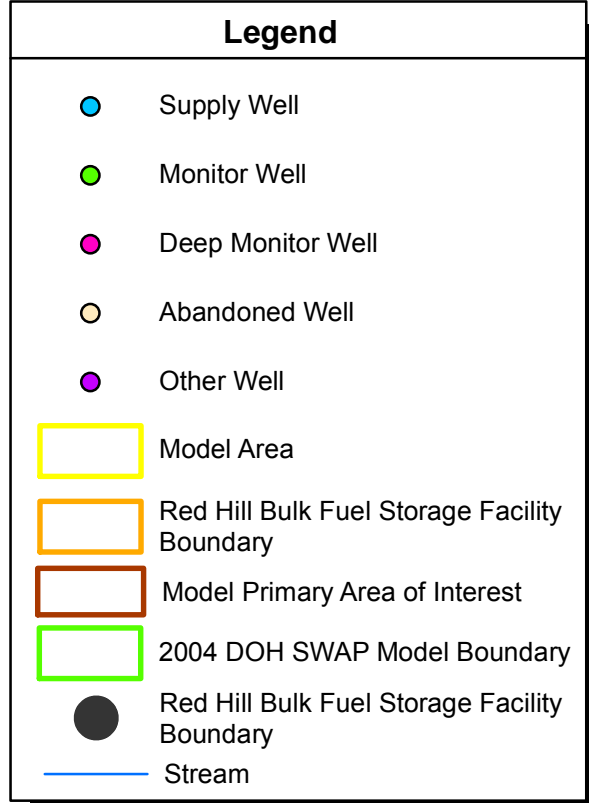 Legend
Supply Well
Monitor Well
Deep Monitor Well
Abandoned Well
Other Well
Model Area
Red Hill Bulk Fuel Storage Facility
Boundary
Model Primary Area of Interest
2004 DOH SWAP Model Boundary
Red Hill Bulk Fuel Storage Facility
Boundary
Stream